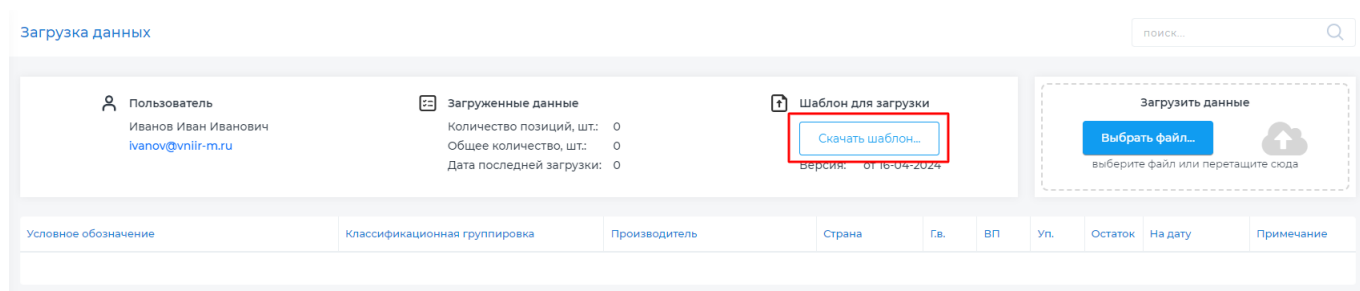 Загрузка данных
поиск...
Пользователь
Иванов Иван Иванович
ivanov@vniir-m.ru
Загруженные данные
Количество позиций, шт.: 0
Общее количество, шт.: 0
Дата последней загрузки: 0
Шаблон для загрузки
Скачать шаблон...
Версия: от 16-04-2024
Загрузить данные
Выбрать файл...
выберите файл или перетащите сюда
Условное обозначение Классификационная группировка Производитель Страна Г.в. ВП Уп. Остаток На дату Примечание